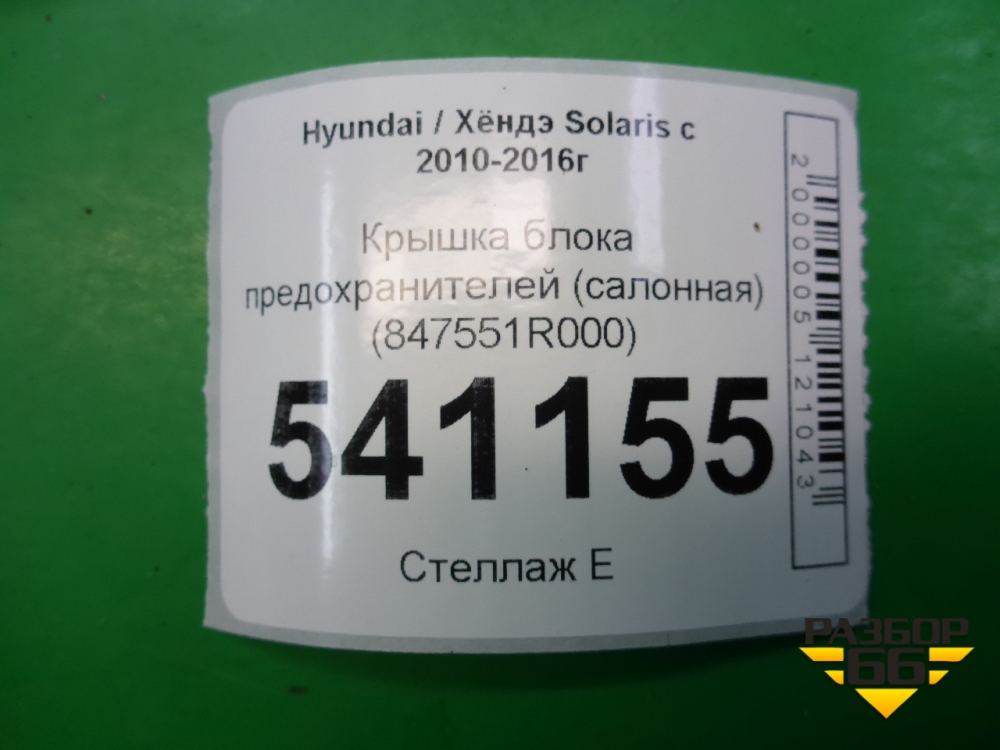 Hyundai / Хёндэ Solaris с
2010-2016г
Крышка блока
предохранителей (салонная)
(847551R000)
541155
Стеллаж Е
2000005121043
РАЗБОР
66